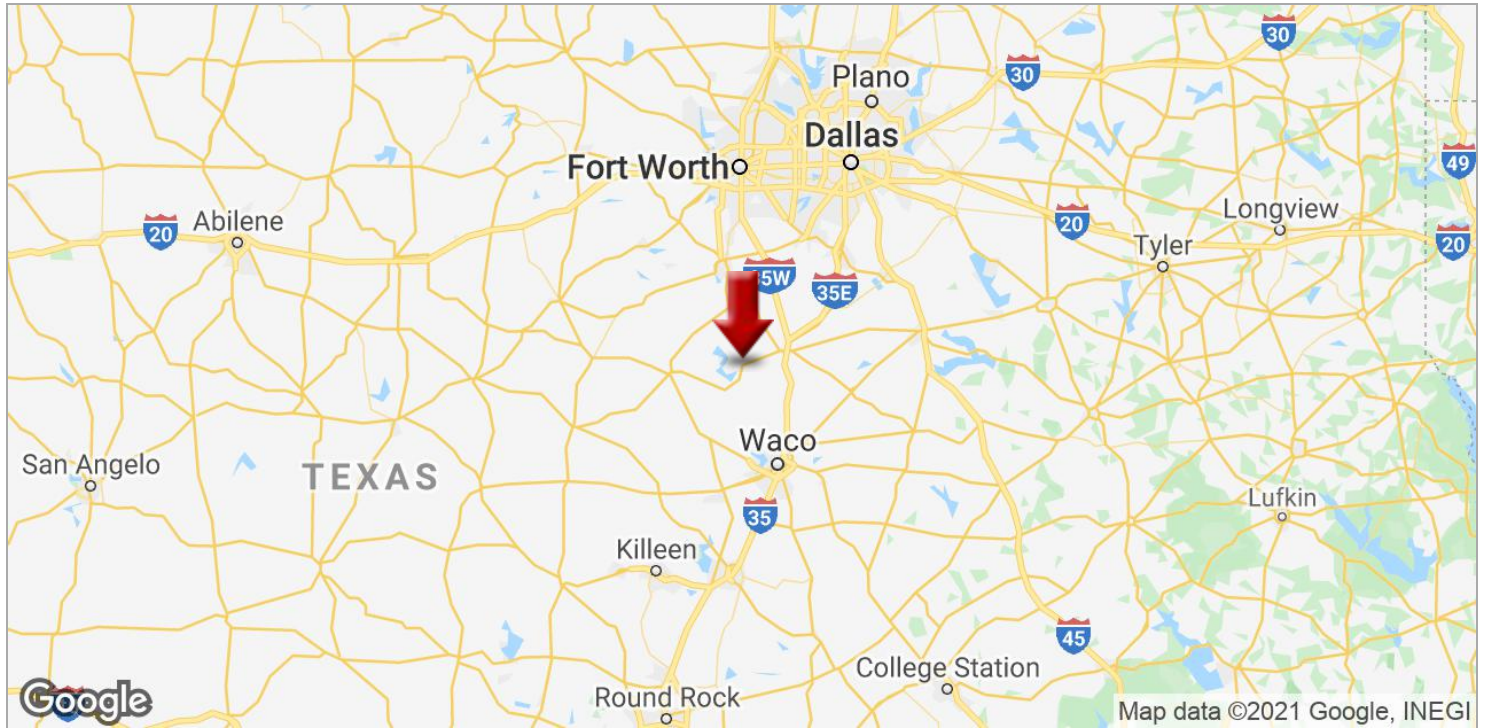 30
Plano
30
Dallas
Fort Worth
49
Abilene
20
Longview
20
Tyler
20
35W
35E
Waco
San Angelo
TEXAS
35
Lufkin
Killeen
45
College Station
Round Rock
Google
Map data ©2021 Google, INEGI